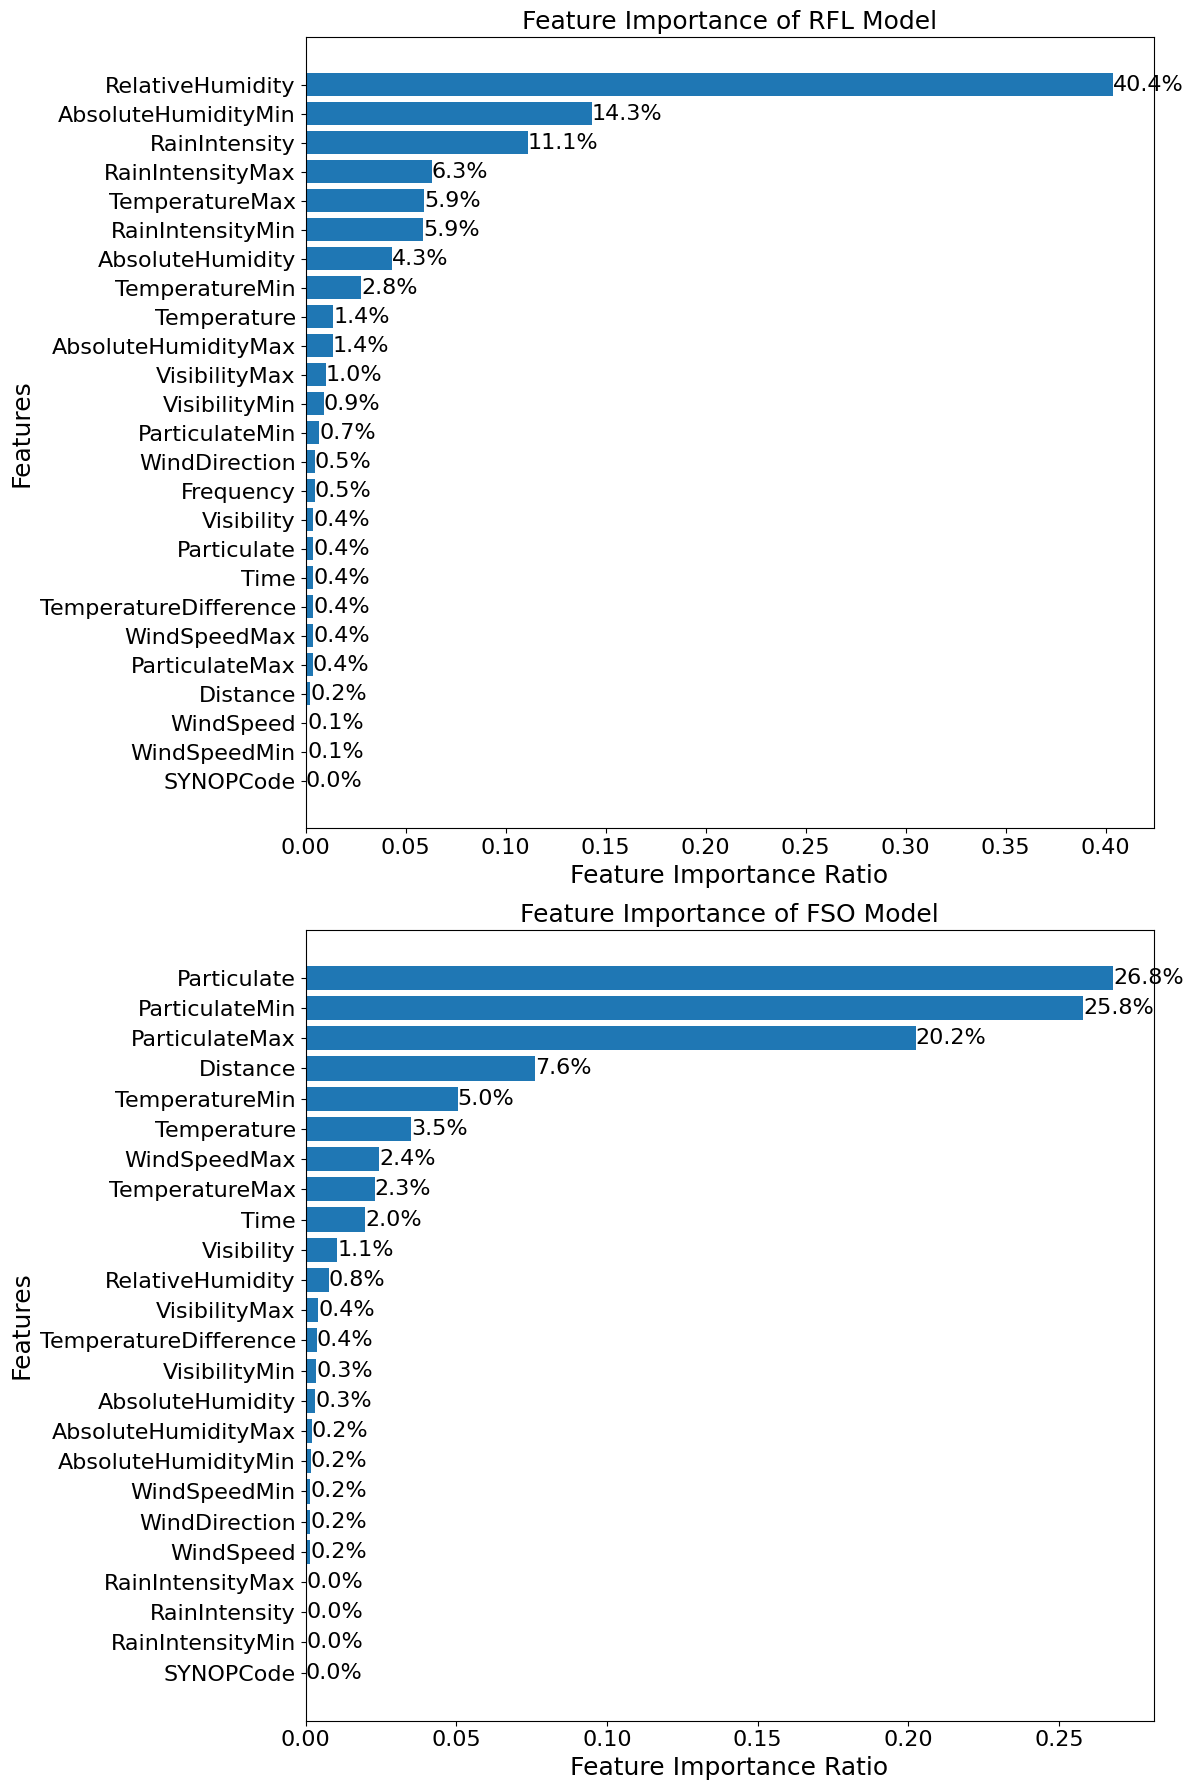 Feature Importance of RFL Model
RelativeHumidity 40.4%
AbsoluteHumidityMin 14.3%
RainIntensity 11.1%
RainIntensityMax 6.3%
TemperatureMax 5.9%
RainIntensityMin 5.9%
AbsoluteHumidity 4.3%
TemperatureMin 2.8%
Temperature 1.4%
AbsoluteHumidityMax 1.4%
VisibilityMax 1.0%
VisibilityMin 0.9%
ParticulateMin 0.7%
WindDirection 0.5%
Frequency 0.5%
Visibility 0.4%
Particulate 0.4%
Time 0.4%
TemperatureDifference 0.4%
WindSpeedMax 0.4%
ParticulateMax 0.4%
Distance 0.2%
WindSpeed 0.1%
WindSpeedMin 0.1%
SYNOPCode 0.0%
Features
0.00 0.05 0.10 0.15 0.20 0.25 0.30 0.35 0.40
Feature Importance Ratio
Feature Importance of FSO Model
Particulate 26.8%
ParticulateMin 25.8%
ParticulateMax 20.2%
Distance 7.6%
TemperatureMin 5.0%
Temperature 3.5%
WindSpeedMax 2.4%
TemperatureMax 2.3%
Time 2.0%
Visibility 1.1%
RelativeHumidity 0.8%
VisibilityMax 0.4%
TemperatureDifference 0.4%
VisibilityMin 0.3%
AbsoluteHumidity 0.3%
AbsoluteHumidityMax 0.2%
AbsoluteHumidityMin 0.2%
WindSpeedMin 0.2%
WindDirection 0.2%
WindSpeed 0.2%
RainIntensityMax 0.0%
RainIntensity 0.0%
RainIntensityMin 0.0%
SYNOPCode 0.0%
Features
0.00 0.05 0.10 0.15 0.20 0.25
Feature Importance Ratio